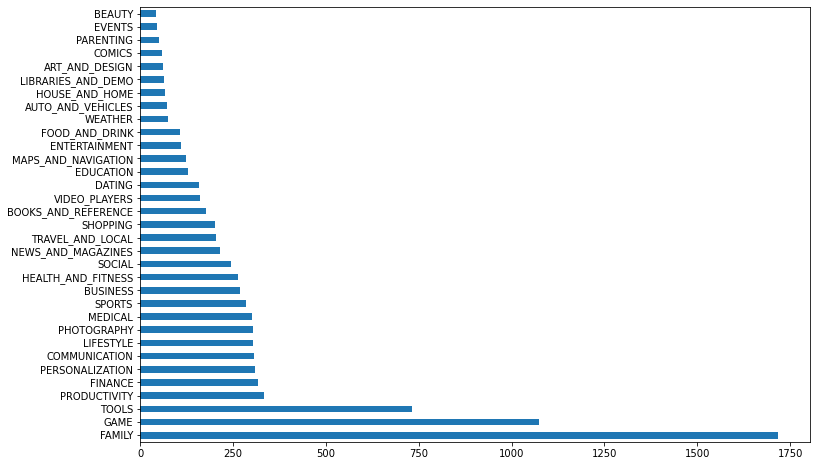 BEAUTY
EVENTS
PARENTING
COMICS
ART_AND_DESIGN
LIBRARIES_AND_DEMO
HOUSE_AND_HOME
AUTO_AND_VEHICLES
WEATHER
FOOD_AND_DRINK
ENTERTAINMENT
MAPS_AND_NAVIGATION
EDUCATION
DATING
VIDEO_PLAYERS
BOOKS_AND_REFERENCE
SHOPPING
TRAVEL_AND_LOCAL
NEWS_AND_MAGAZINES
SOCIAL
HEALTH_AND_FITNESS
BUSINESS
SPORTS
MEDICAL
PHOTOGRAPHY
LIFESTYLE
COMMUNICATION
PERSONALIZATION
FINANCE
PRODUCTIVITY
TOOLS
GAME
FAMILY
0 250 500 750 1000 1250 1500 1750